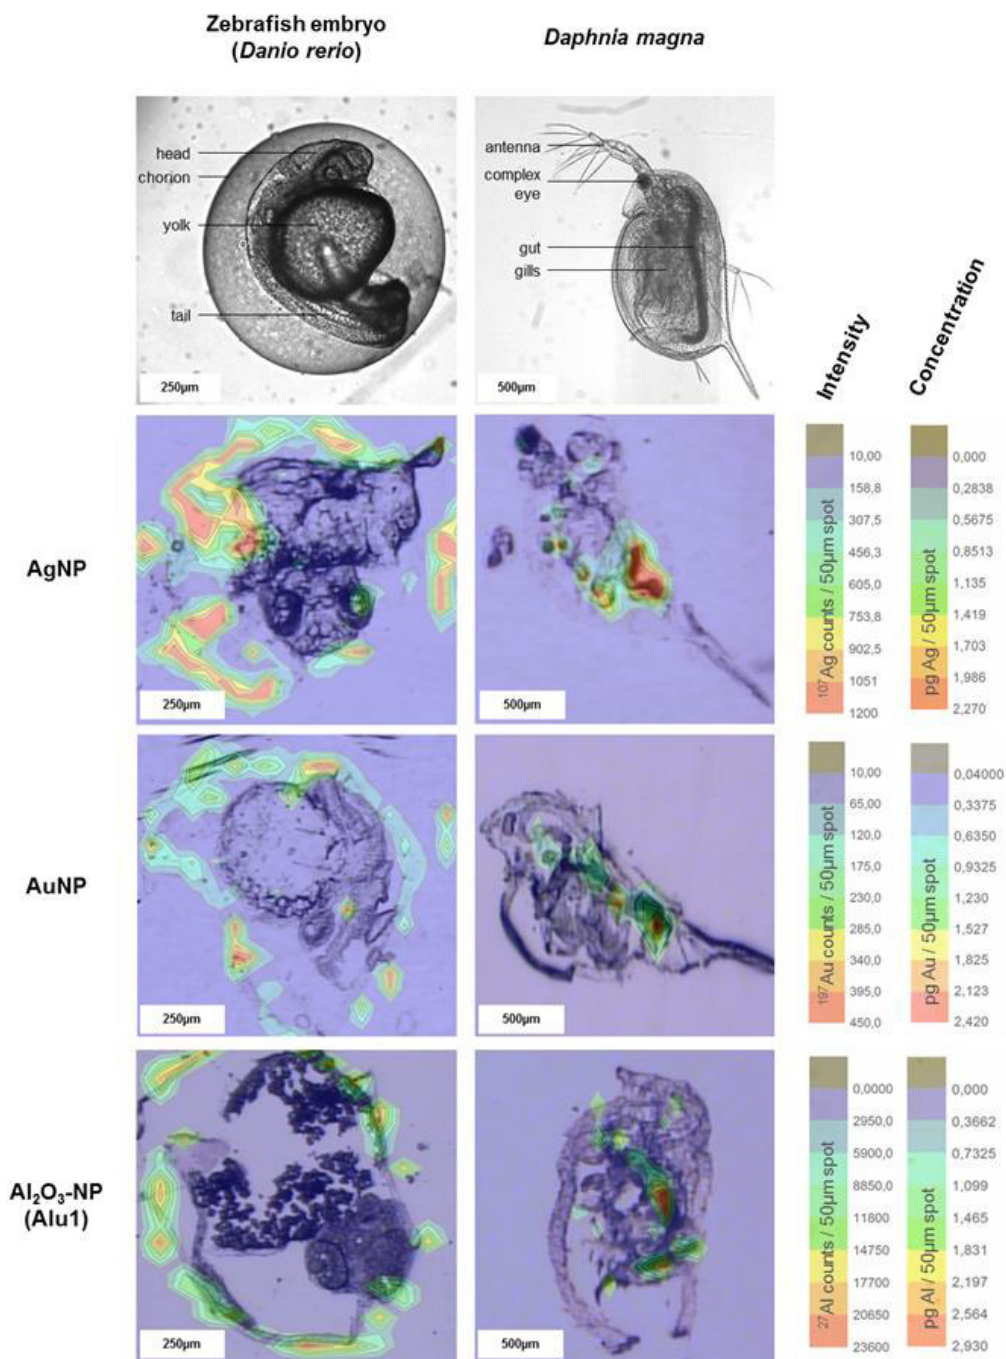 Zebrafish embryo
(Danio rerio)
Daphnia magna
head
chorion
yolk
tail
250µm
antenna
complex
eye
gut
gills
500µm
Intensity
Concentration
AgNP
250µm
500µm
107Ag counts / 50µm spot
10,00
158,8
307,5
456,3
605,0
753,8
902,5
1051
1200
pg Ag / 50µm spot
0,000
0,2838
0,5675
0,8513
1,135
1,419
1,703
1,986
2,270
AuNP
250µm
500µm
197Au counts / 50µm spot
10,00
65,00
120,0
175,0
230,0
285,0
340,0
395,0
450,0
pg Au / 50µm spot
0,04000
0,3375
0,6350
0,9325
1,230
1,527
1,825
2,123
2,420
Al₂O₃-NP
(Alu1)
250µm
500µm
27Al counts / 50µm spot
0,0000
2950,0
5900,0
8850,0
11800
14750
17700
20650
23600
pg Al / 50µm spot
0,000
0,3662
0,7325
1,099
1,465
1,831
2,197
2,564
2,930